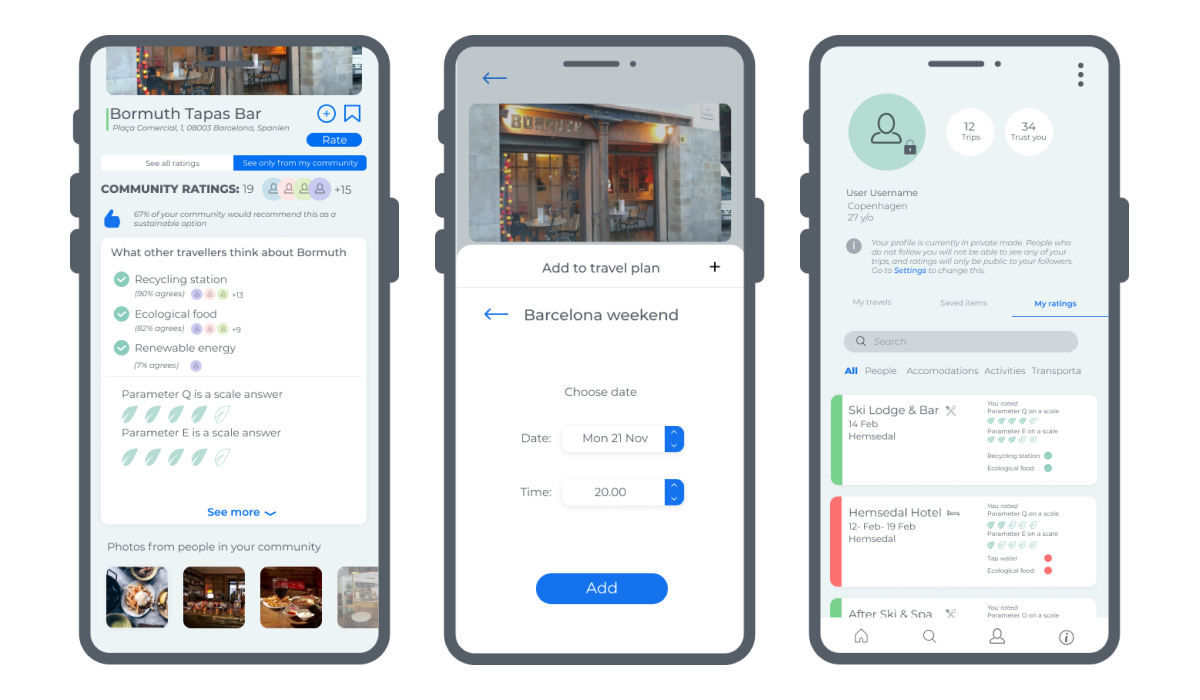 Bormuth Tapas Bar
Plaça Comercial, 1, 08003 Barcelona, Spanien
Rate
See all ratings
See only from my community
COMMUNITY RATINGS: 19
+15
67% of your community would recommend this as a
sustainable option
What other travellers think about Bormuth
Recycling station
(90% agrees)
+13
Ecological food
(82% agrees)
+9
Renewable energy
(7% agrees)
Parameter Q is a scale answer
Parameter E is a scale answer
See more
Photos from people in your community
BORMUTH
Add to travel plan
+
Barcelona weekend
Choose date
Date:
Mon 21 Nov
Time:
20.00
Add
12
Trips
34
Trust you
User Username
Copenhagen
27 y/o
Your profile is currently in private mode. People who
do not follow you will not be able to see any of your
trips, and ratings will only be public to your followers.
Go to Settings to change this.
My travels
Saved items
My ratings
Search
All People Accomodations Activities Transporta
Ski Lodge & Bar
14 Feb
Hemsedal
You rated:
Parameter Q on a scale
Parameter E on a scale
Recycling station
Ecological food
Hemsedal Hotel
12- Feb- 19 Feb
Hemsedal
You rated:
Parameter Q on a scale
Parameter E on a scale
Tap water
Ecological food
After Ski & Spa
You rated:
Parameter Q on a scale